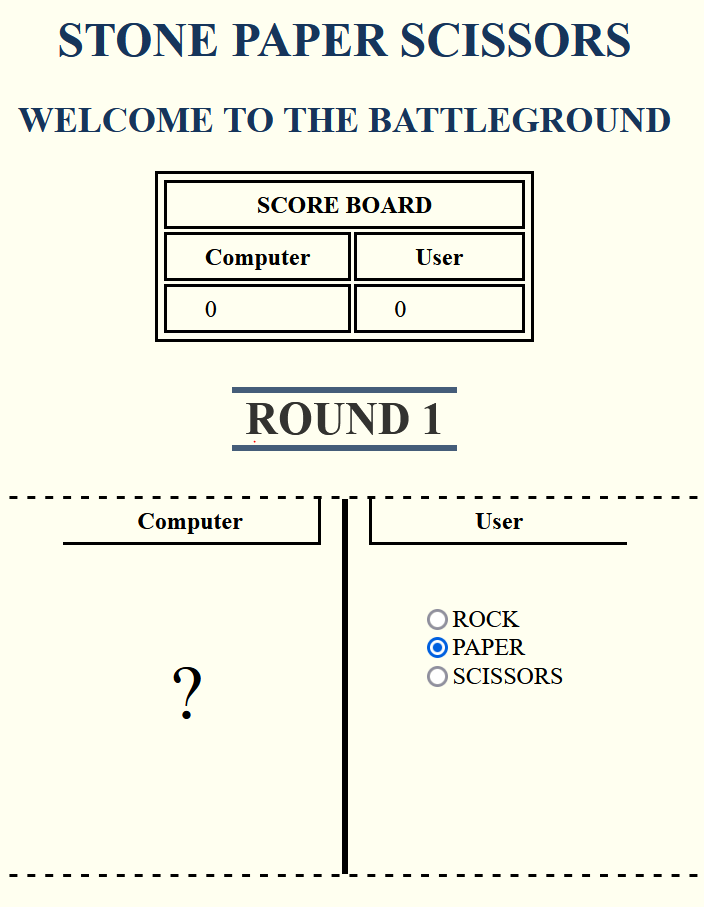 STONE PAPER SCISSORS
WELCOME TO THE BATTLEGROUND
SCORE BOARD
Computer User
0 0
ROUND 1
Computer User
ROCK
PAPER
SCISSORS
?